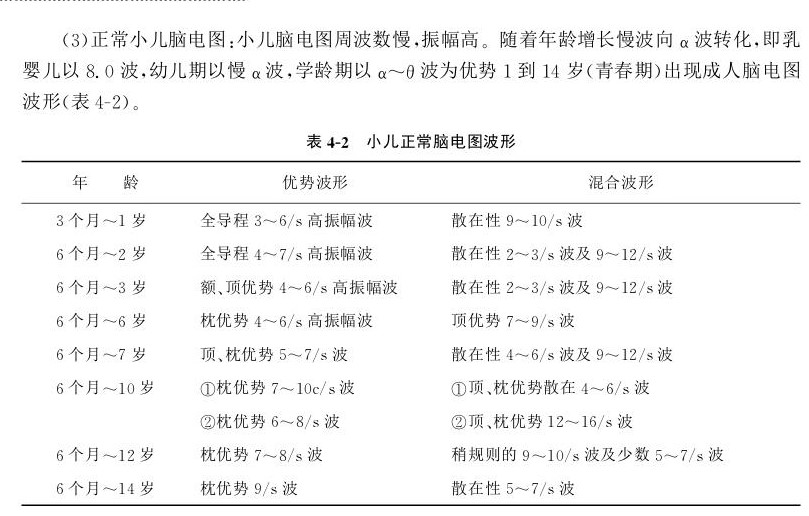 (3)正常小儿脑电图:小儿脑电图周波数慢,振幅高。随着年龄增长慢波向 α 波转化,即乳
婴儿以 8.0 波,幼儿期以慢 α 波,学龄期以 α～θ 波为优势 1 到 14 岁(青春期)出现成人脑电图
波形(表 4-2)。
表 4-2 小儿正常脑电图波形
年 龄 优势波形 混合波形
3 个月～1 岁 全导程 3～6/s 高振幅波 散在性 9～10/s 波
6 个月～2 岁 全导程 4～7/s 高振幅波 散在性 2～3/s 波及 9～12/s 波
6 个月～3 岁 额、顶优势 4～6/s 高振幅波 散在性 2～3/s 波及 9～12/s 波
6 个月～6 岁 枕优势 4～6/s 高振幅波 顶优势 7～9/s 波
6 个月～7 岁 顶、枕优势 5～7/s 波 散在性 4～6/s 波及 9～12/s 波
6 个月～10 岁 ①枕优势 7～10c/s 波 ①顶、枕优势散在 4～6/s 波
②枕优势 6～8/s 波 ②顶、枕优势 12～16/s 波
6 个月～12 岁 枕优势 7～8/s 波 稍规则的 9～10/s 波及少数 5～7/s 波
6 个月～14 岁 枕优势 9/s 波 散在性 5～7/s 波